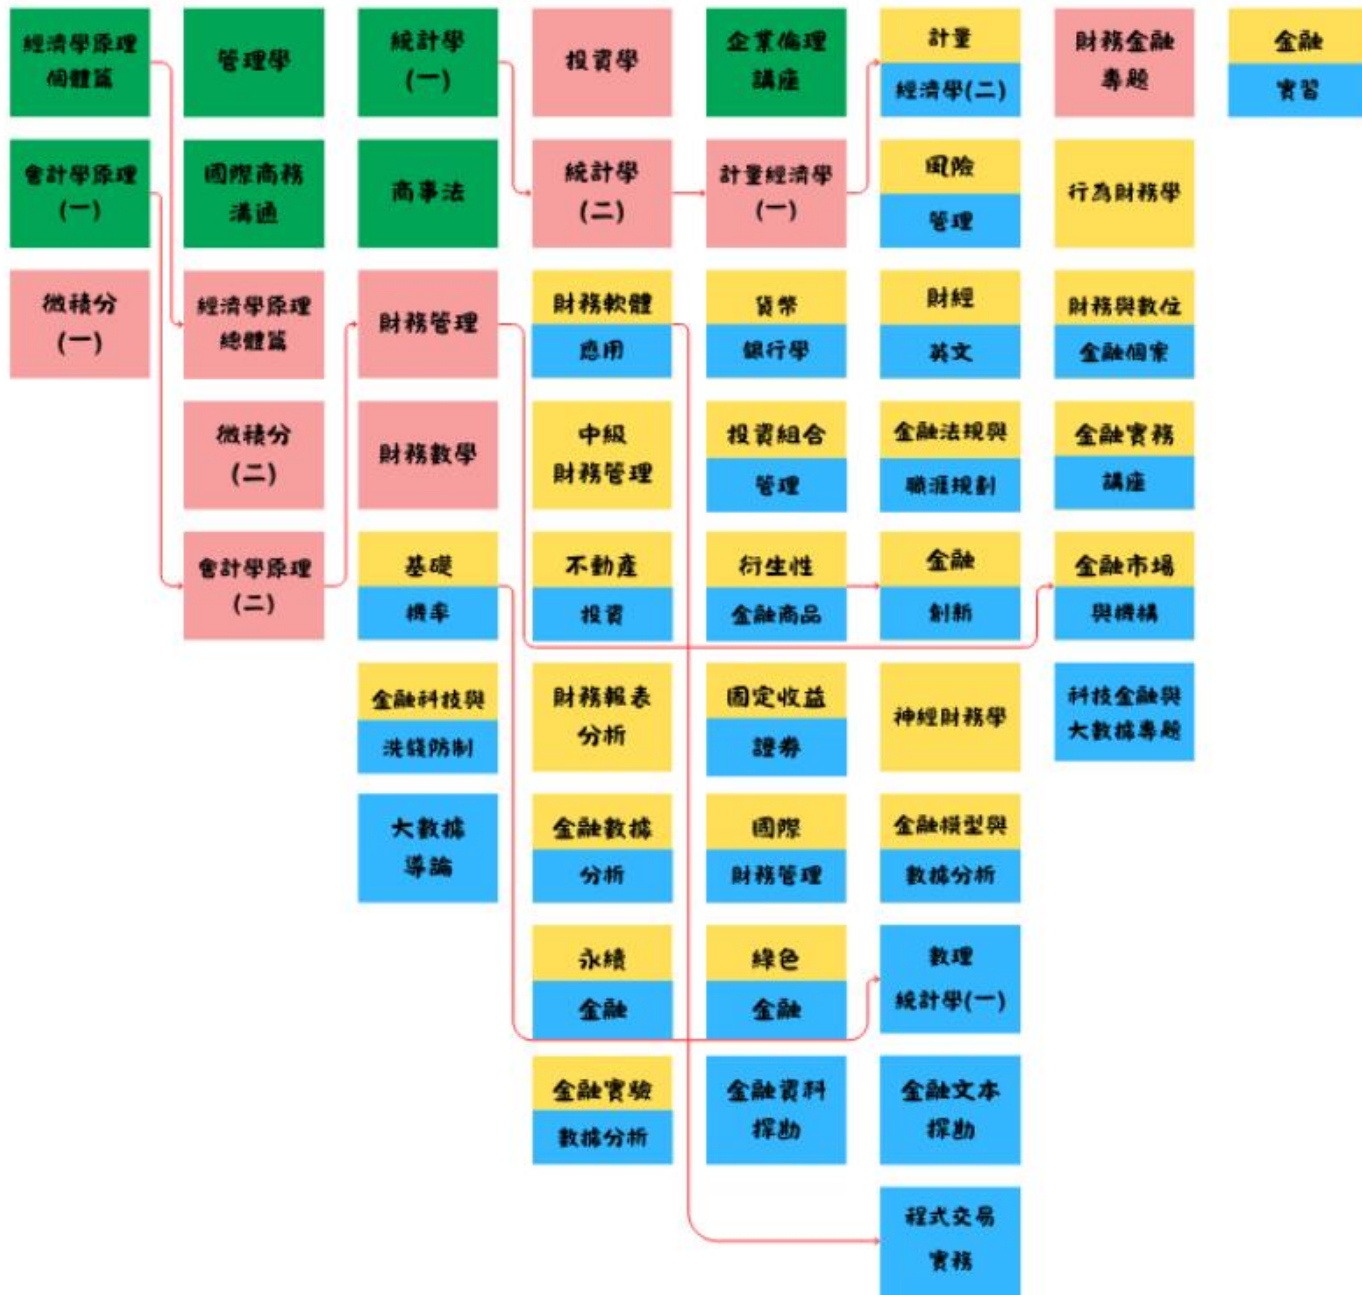 經濟學原理
個體篇
管理學
統計學
(一)
投資學
企業倫理
講座
計量
經濟學(二)
財務金融
專題
金融
實習
會計學原理
(一)
國際商務
溝通
商事法
統計學
(二)
計量經濟學
(一)
風險
管理
行為財務學
微積分
(一)
經濟學原理
總體篇
財務管理
財務軟體
應用
貨幣
銀行學
財經
英文
財務與數位
金融個案
微積分
(二)
財務數學
中級
財務管理
投資組合
管理
金融法規與
職涯規劃
金融實務
講座
會計學原理
(二)
基礎
機率
不動產
投資
衍生性
金融商品
金融
創新
金融市場
與機構
金融科技與
洗錢防制
財務報表
分析
固定收益
證券
神經財務學
科技金融與
大數據專題
大數據
導論
金融數據
分析
國際
財務管理
金融模型與
數據分析
永續
金融
綠色
金融
數理
統計學(一)
金融實驗
數據分析
金融資料
探勘
金融文本
探勘
程式交易
實務